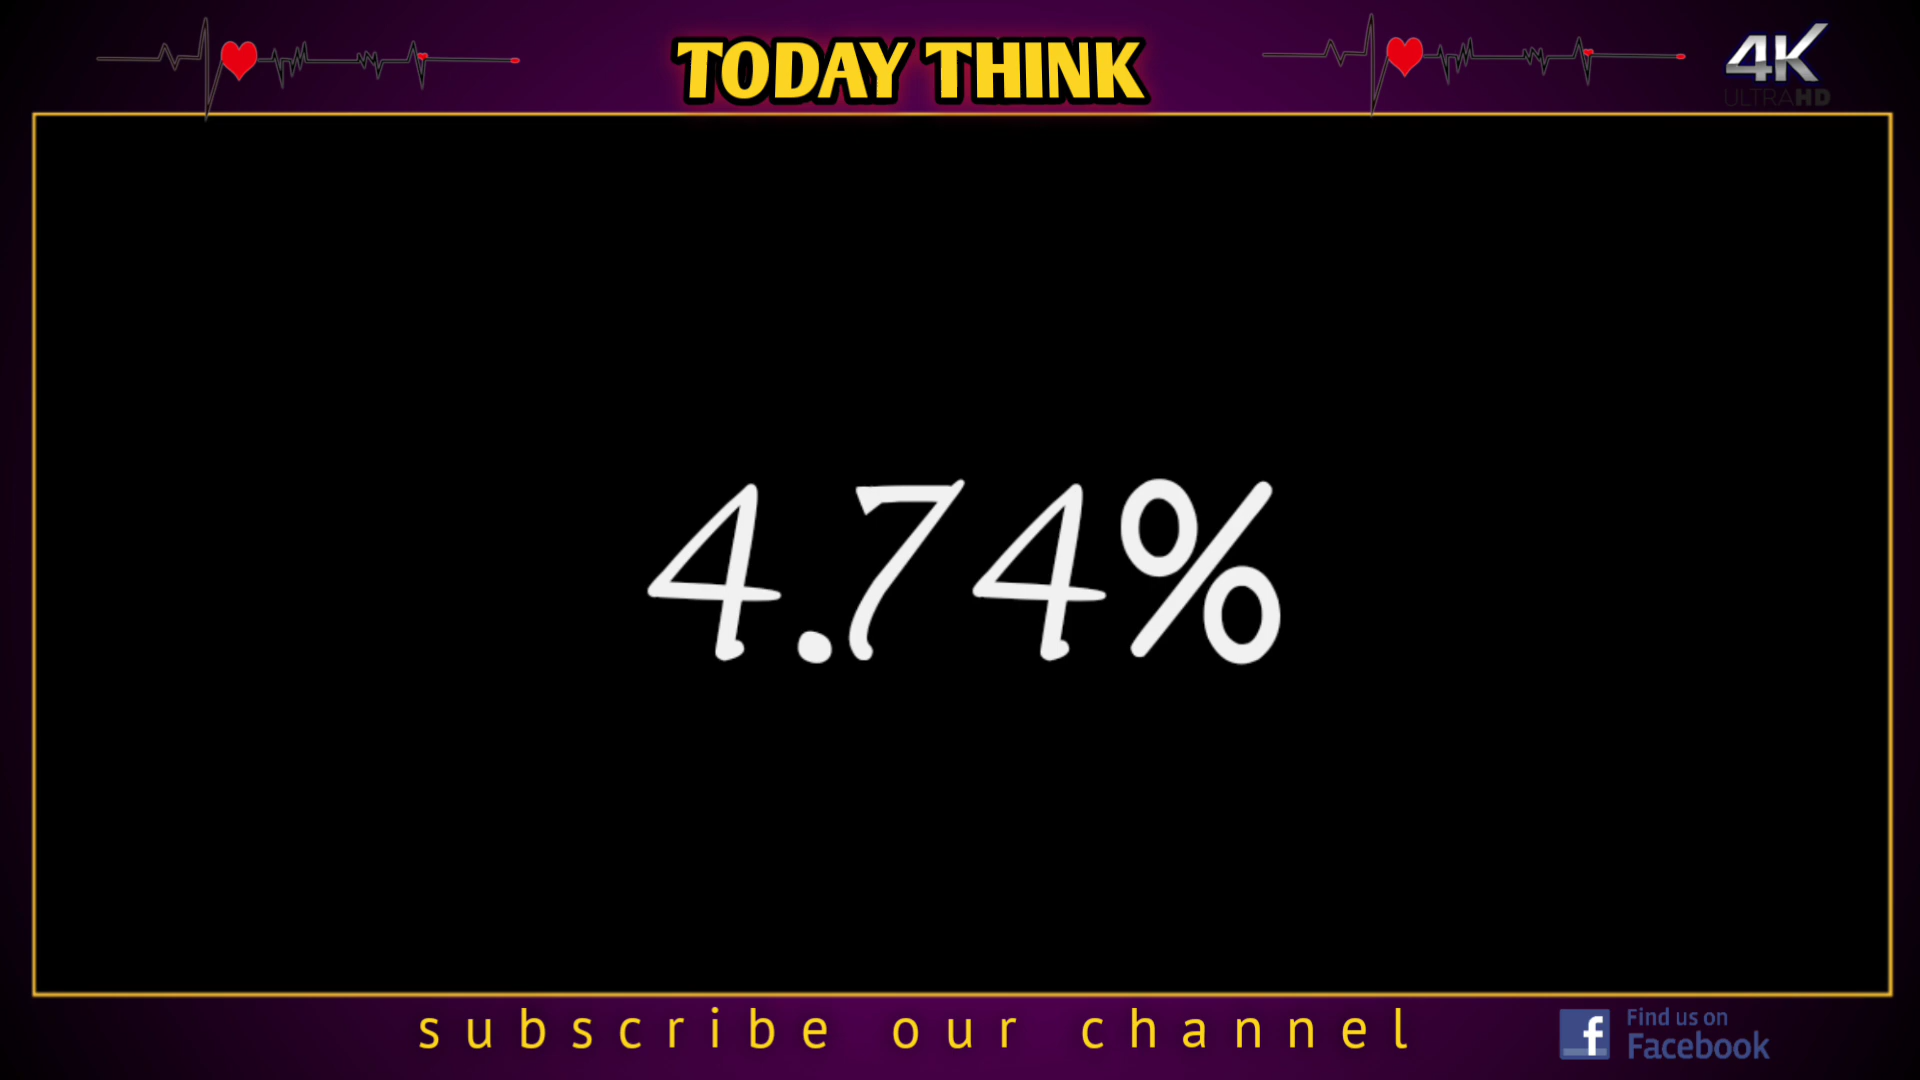 TODAY THINK
4K
ULTRAHD
4.74%
subscribe our channel
f
Find us on
Facebook